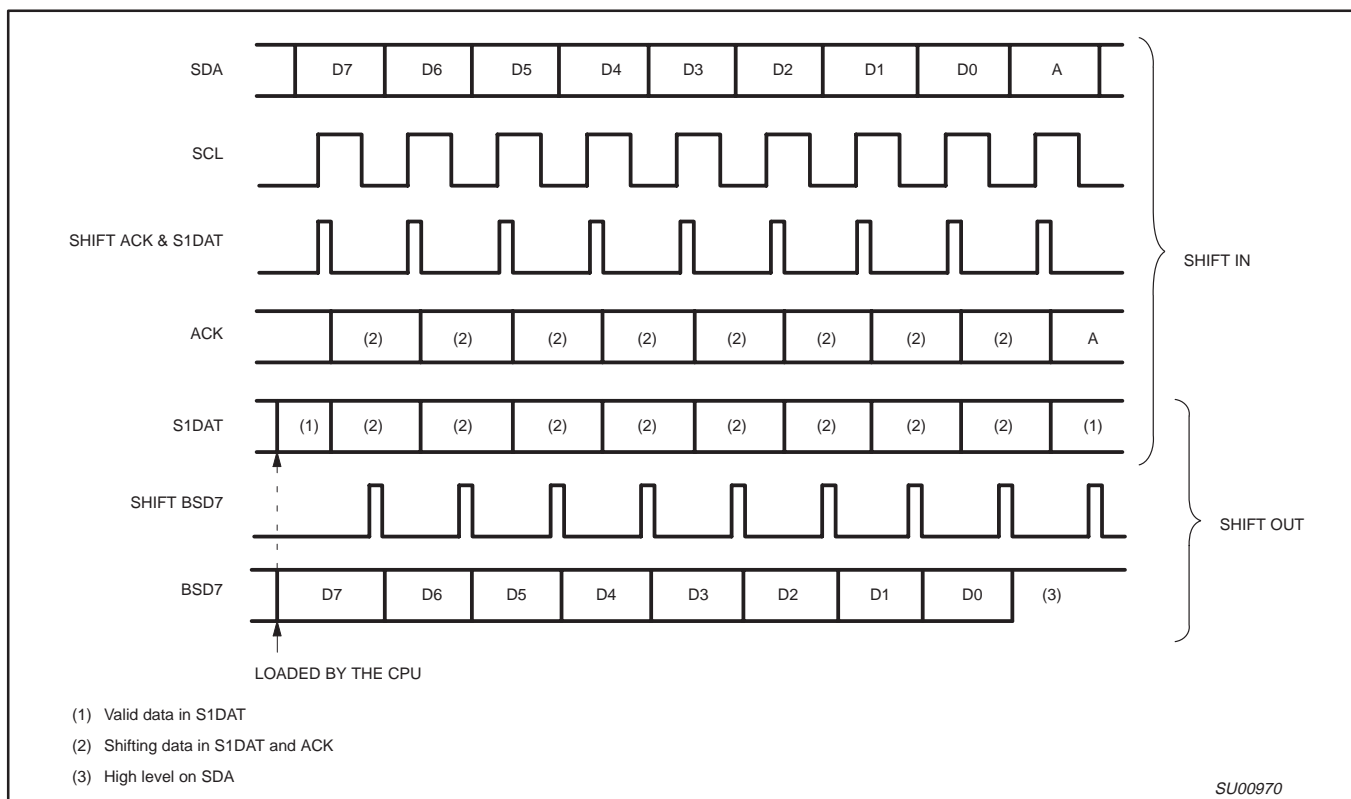 SDA D7 D6 D5 D4 D3 D2 D1 D0 A
SCL
SHIFT ACK & S1DAT
SHIFT IN
ACK (2) (2) (2) (2) (2) (2) (2) (2) A
S1DAT (1) (2) (2) (2) (2) (2) (2) (2) (2) (1)
SHIFT BSD7
SHIFT OUT
BSD7 D7 D6 D5 D4 D3 D2 D1 D0 (3)
LOADED BY THE CPU
(1) Valid data in S1DAT
(2) Shifting data in S1DAT and ACK
(3) High level on SDA
SU00970